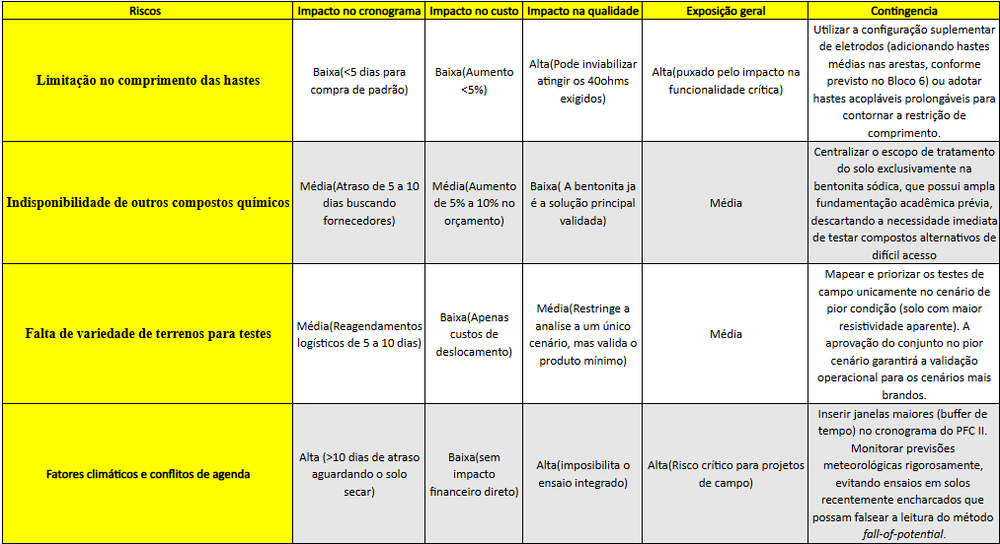 Riscos
Impacto no cronograma
Impacto no custo
Impacto na qualidade
Exposição geral
Contingencia
Limitação no comprimento das hastes
Baixa(<5 dias para
compra de padrão)
Baixa(Aumento
<5%)
Alta(Pode inviabilizar
atingir os 40ohms
exigidos)
Alta(puxado pelo impacto na
funcionalidade crítica)
Utilizar a configuração suplementar
de eletrodos (adicionando hastes
médias nas arestas, conforme
previsto no Bloco 6) ou adotar
hastes acopláveis prolongáveis para
contornar a restrição de
comprimento.
Indisponibilidade de outros compostos químicos
Média(Atraso de 5 a 10
dias buscando
fornecedores)
Média(Aumento
de 5% a 10% no
orçamento)
Baixa( A bentonita ja
é a solução principal
validada)
Média
Centralizar o escopo de tratamento
do solo exclusivamente na
bentonita sódica, que possui ampla
fundamentação acadêmica prévia,
descartando a necessidade imediata
de testar compostos alternativos de
difícil acesso
Falta de variedade de terrenos para testes
Média(Reagendamentos
logísticos de 5 a 10 dias)
Baixa(Apenas
custos de
deslocamento)
Média(Restringe a
analise a um único
cenário, mas valida o
produto mínimo)
Média
Mapear e priorizar os testes de
campo unicamente no cenário de
pior condição (solo com maior
resistividade aparente). A
aprovação do conjunto no pior
cenário garantirá a validação
operacional para os cenários mais
brandos.
Fatores climáticos e conflitos de agenda
Alta (>10 dias de atraso
aguardando o solo
secar)
Baixa(sem
impacto
financeiro direto)
Alta(imposibilita o
ensaio integrado)
Alta(Risco crítico para projetos
de campo)
Inserir janelas maiores (buffer de
tempo) no cronograma do PFC II.
Monitorar previsões
meteorológicas rigorosamente,
evitando ensaios em solos
recentemente encharcados que
possam falsear a leitura do método
fall-of-potential.